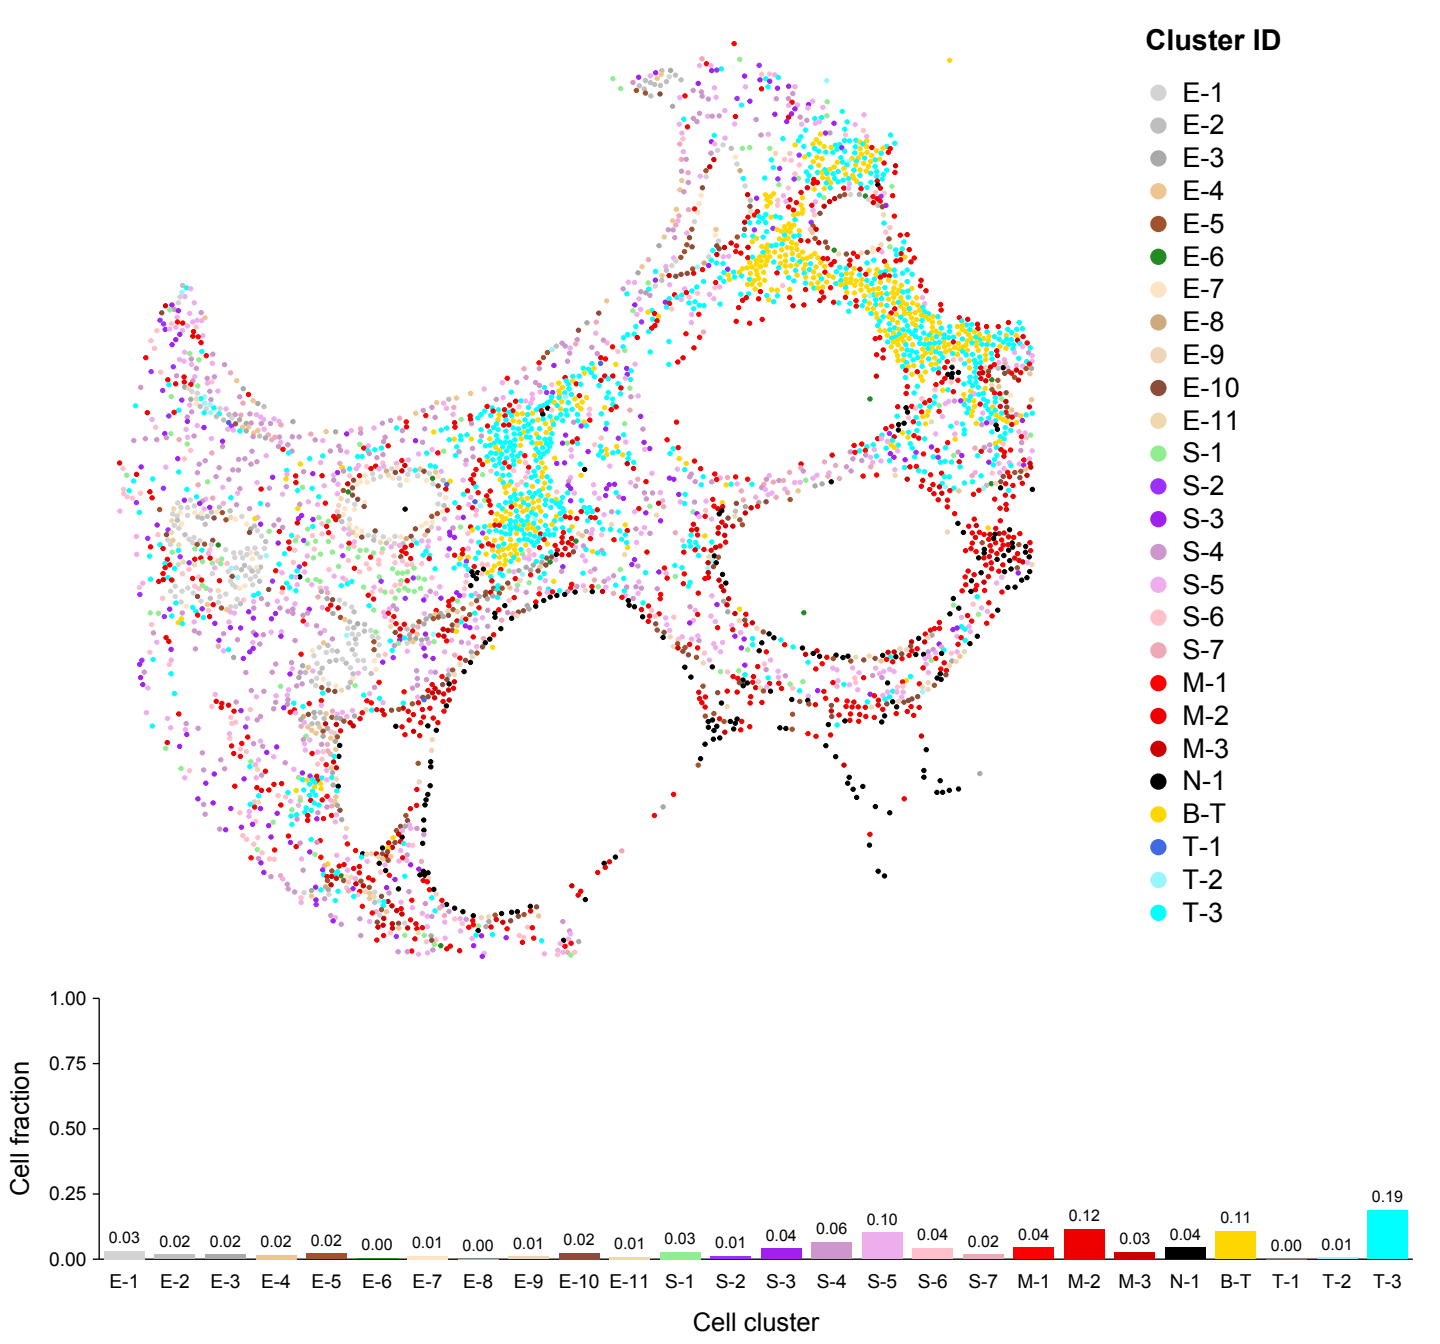 Cluster ID
E-1
E-2
E-3
E-4
E-5
E-6
E-7
E-8
E-9
E-10
E-11
S-1
S-2
S-3
S-4
S-5
S-6
S-7
M-1
M-2
M-3
N-1
B-T
T-1
T-2
T-3
1.00
0.75
0.50
0.25
0.00
Cell fraction
0.03 0.02 0.02 0.02 0.02 0.00 0.01 0.00 0.01 0.02 0.01 0.03 0.01 0.04 0.06 0.10 0.04 0.02 0.04 0.12 0.03 0.04 0.11 0.00 0.01 0.19
E-1 E-2 E-3 E-4 E-5 E-6 E-7 E-8 E-9 E-10 E-11 S-1 S-2 S-3 S-4 S-5 S-6 S-7 M-1 M-2 M-3 N-1 B-T T-1 T-2 T-3
Cell cluster